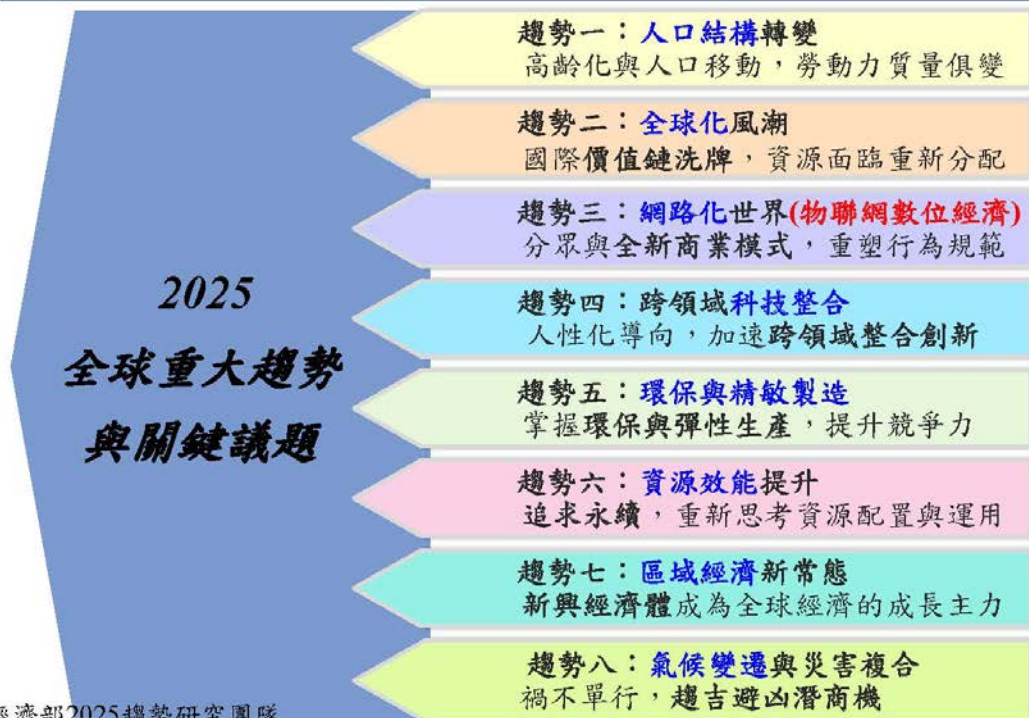 2025
全球重大趨勢
與關鍵議題
趨勢一：人口結構轉變
高齡化與人口移動，勞動力質量俱變
趨勢二：全球化風潮
國際價值鏈洗牌，資源面臨重新分配
趨勢三：網路化世界(物聯網數位經濟)
分眾與全新商業模式，重塑行為規範
趨勢四：跨領域科技整合
人性化導向，加速跨領域整合創新
趨勢五：環保與精敏製造
掌握環保與彈性生產，提升競爭力
趨勢六：資源效能提升
追求永續，重新思考資源配置與運用
趨勢七：區域經濟新常態
新興經濟體成為全球經濟的成長主力
趨勢八：氣候變遷與災害複合
禍不單行，趨吉避凶潛商機
經濟部2025趨勢研究團隊